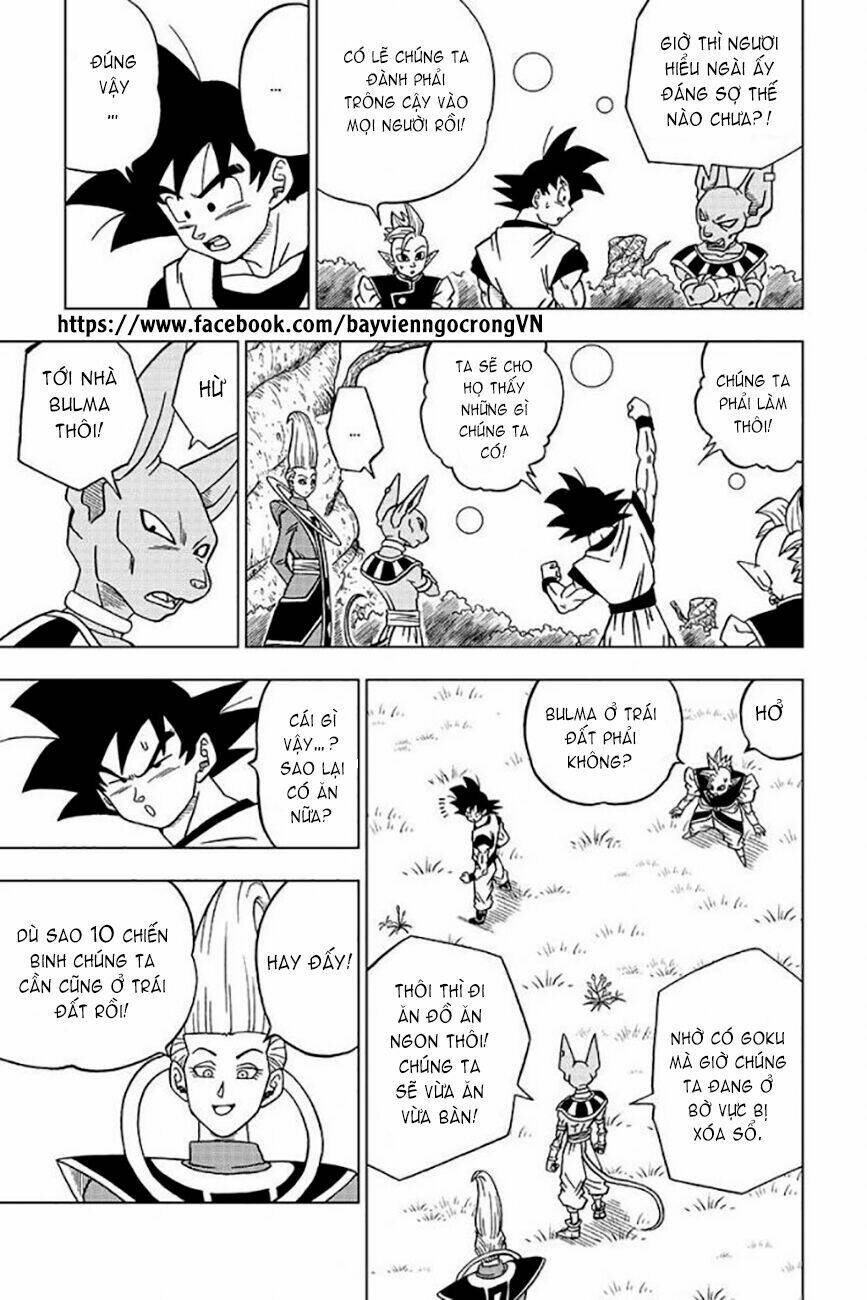 GIỜ THÌ NGƯƠI
HIỂU NGÀI ẤY
ĐÁNG SỢ THẾ
NÀO CHƯA?!
CÓ LẼ CHÚNG TA
ĐÀNH PHẢI
TRÔNG CẬY VÀO
MỌI NGƯỜI RỒI!
...
ĐÚNG
VẬY
...
https://www.facebook.com/bayvienngocrongVN
CHÚNG TA
PHẢI LÀM
THÔI!
TA SẼ CHO
HỌ THẤY
NHỮNG GÌ
CHÚNG TA
CÓ!
...
HỪ
TỚI NHÀ
BULMA
THÔI!
HỞ
BULMA Ở TRÁI
ĐẤT PHẢI
KHÔNG?
NHỜ CÓ GOKU
MÀ GIỜ CHÚNG
TA ĐANG Ở
BỜ VỰC BỊ
XÓA SỔ.
THÔI THÌ ĐI
ĂN ĐỒ ĂN
NGON THÔI!
CHÚNG TA
SẼ VỪA ĂN
VỪA BÀN!
CÁI GÌ
VẬY...?
SAO LẠI
CÓ ĂN
NỮA?
HAY ĐẤY!
DÙ SAO 10 CHIẾN
BINH CHÚNG TA
CẦN CŨNG Ở TRÁI
ĐẤT RỒI!